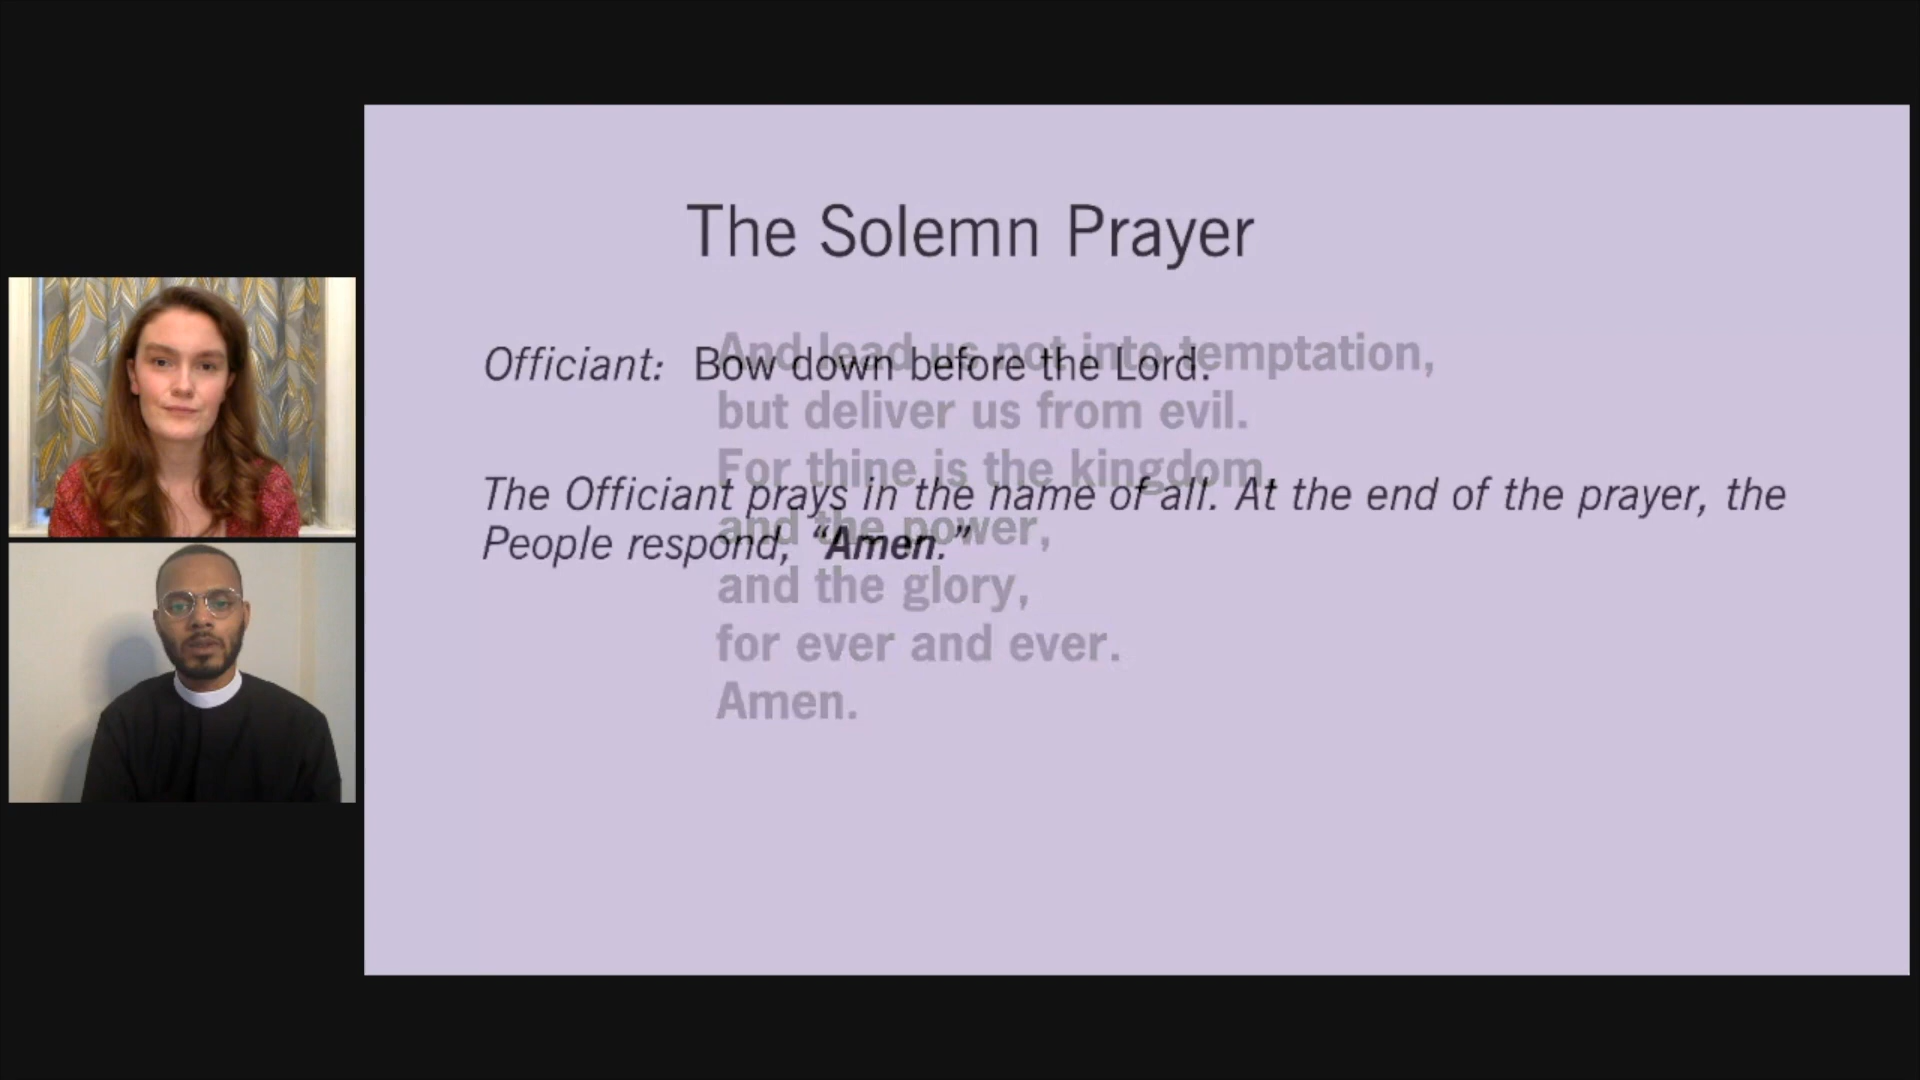 The Solemn Prayer
Officiant: Bow down before the Lord.
The Officiant prays in the name of all. At the end of the prayer, the
People respond, “Amen.”
And lead us not into temptation,
but deliver us from evil.
For thine is the kingdom,
and the power,
and the glory,
for ever and ever.
Amen.